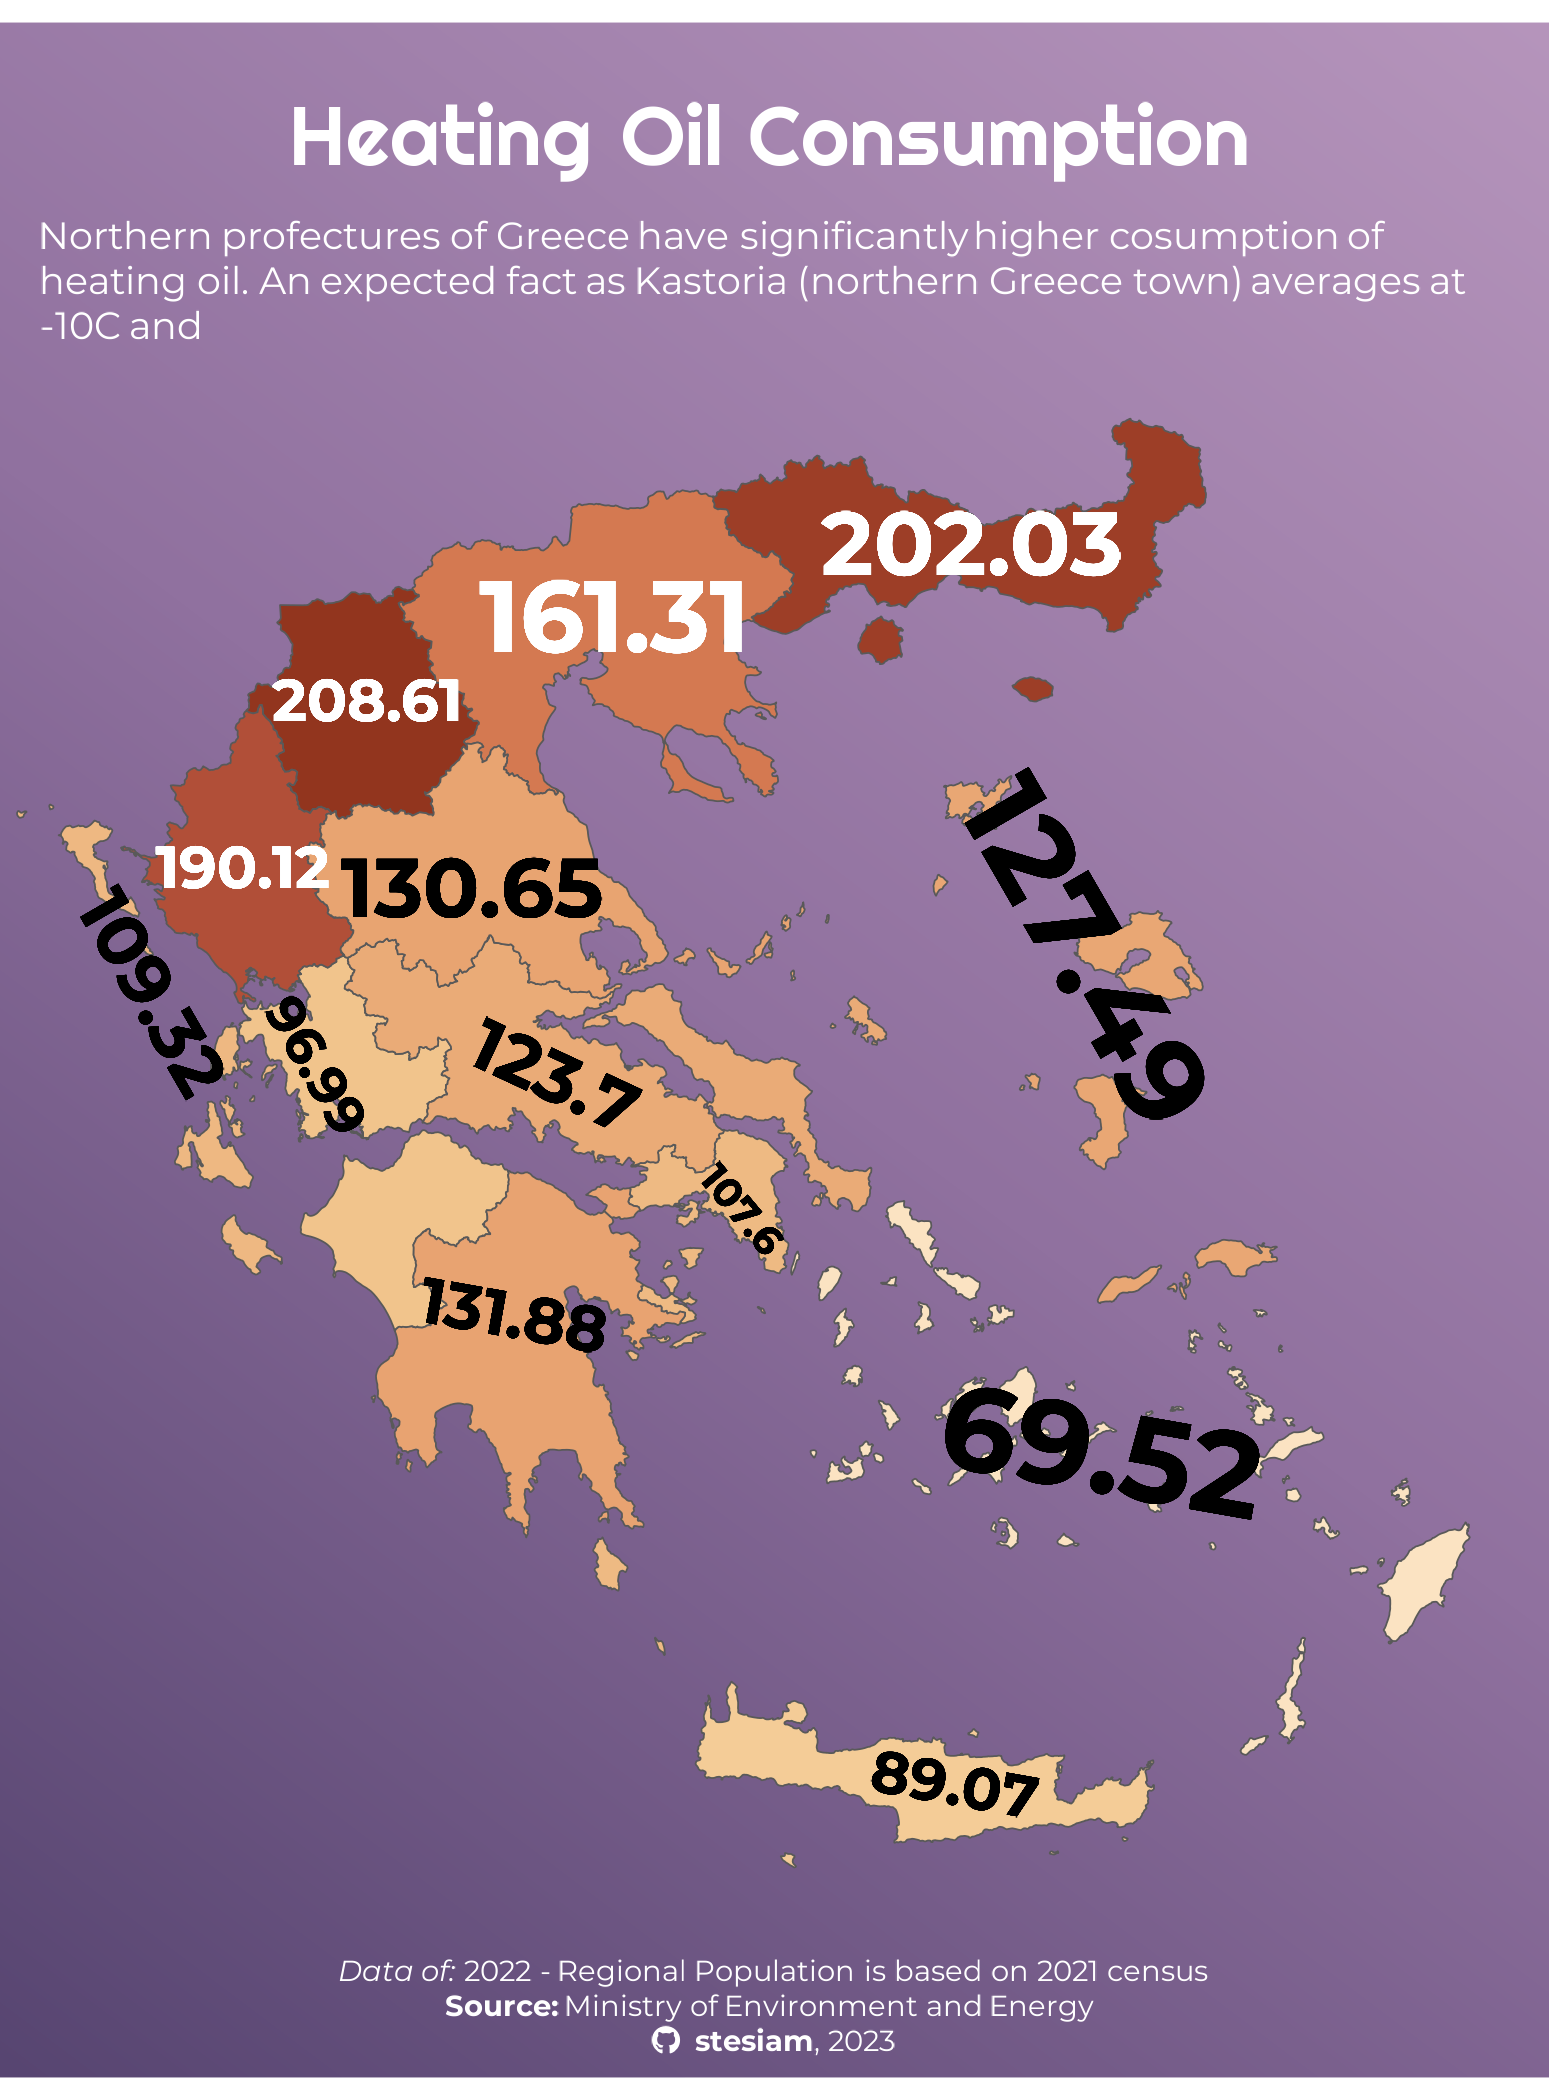 Heating Oil Consumption
Northern profectures of Greece have significantly higher cosumption of
heating oil. An expected fact as Kastoria (northern Greece town) averages at
-10C and
202.03
161.31
208.61
127.49
190.12
130.65
109.32
96.99
123.7
107.6
131.88
69.52
89.07
Data of: 2022 - Regional Population is based on 2021 census
Source: Ministry of Environment and Energy
stesiam, 2023